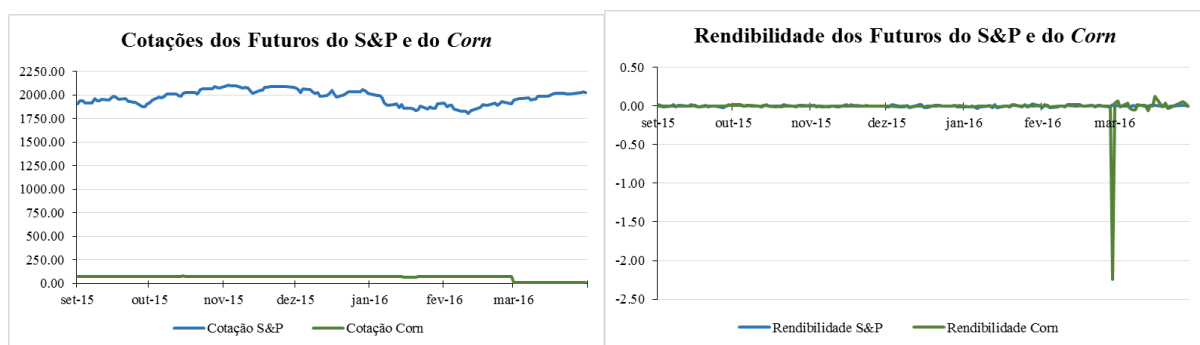 Cotações dos Futuros do S&P e do Corn
2250.00
2000.00
1750.00
1500.00
1250.00
1000.00
750.00
500.00
250.00
0.00
set-15 out-15 nov-15 dez-15 jan-16 fev-16 mar-16
Cotação S&P Cotação Corn
Rendibilidade dos Futuros do S&P e do Corn
0.50
0.00
-0.50
-1.00
-1.50
-2.00
-2.50
set-15 out-15 nov-15 dez-15 jan-16 fev-16 mar-16
Rendibilidade S&P Rendibilidade Corn